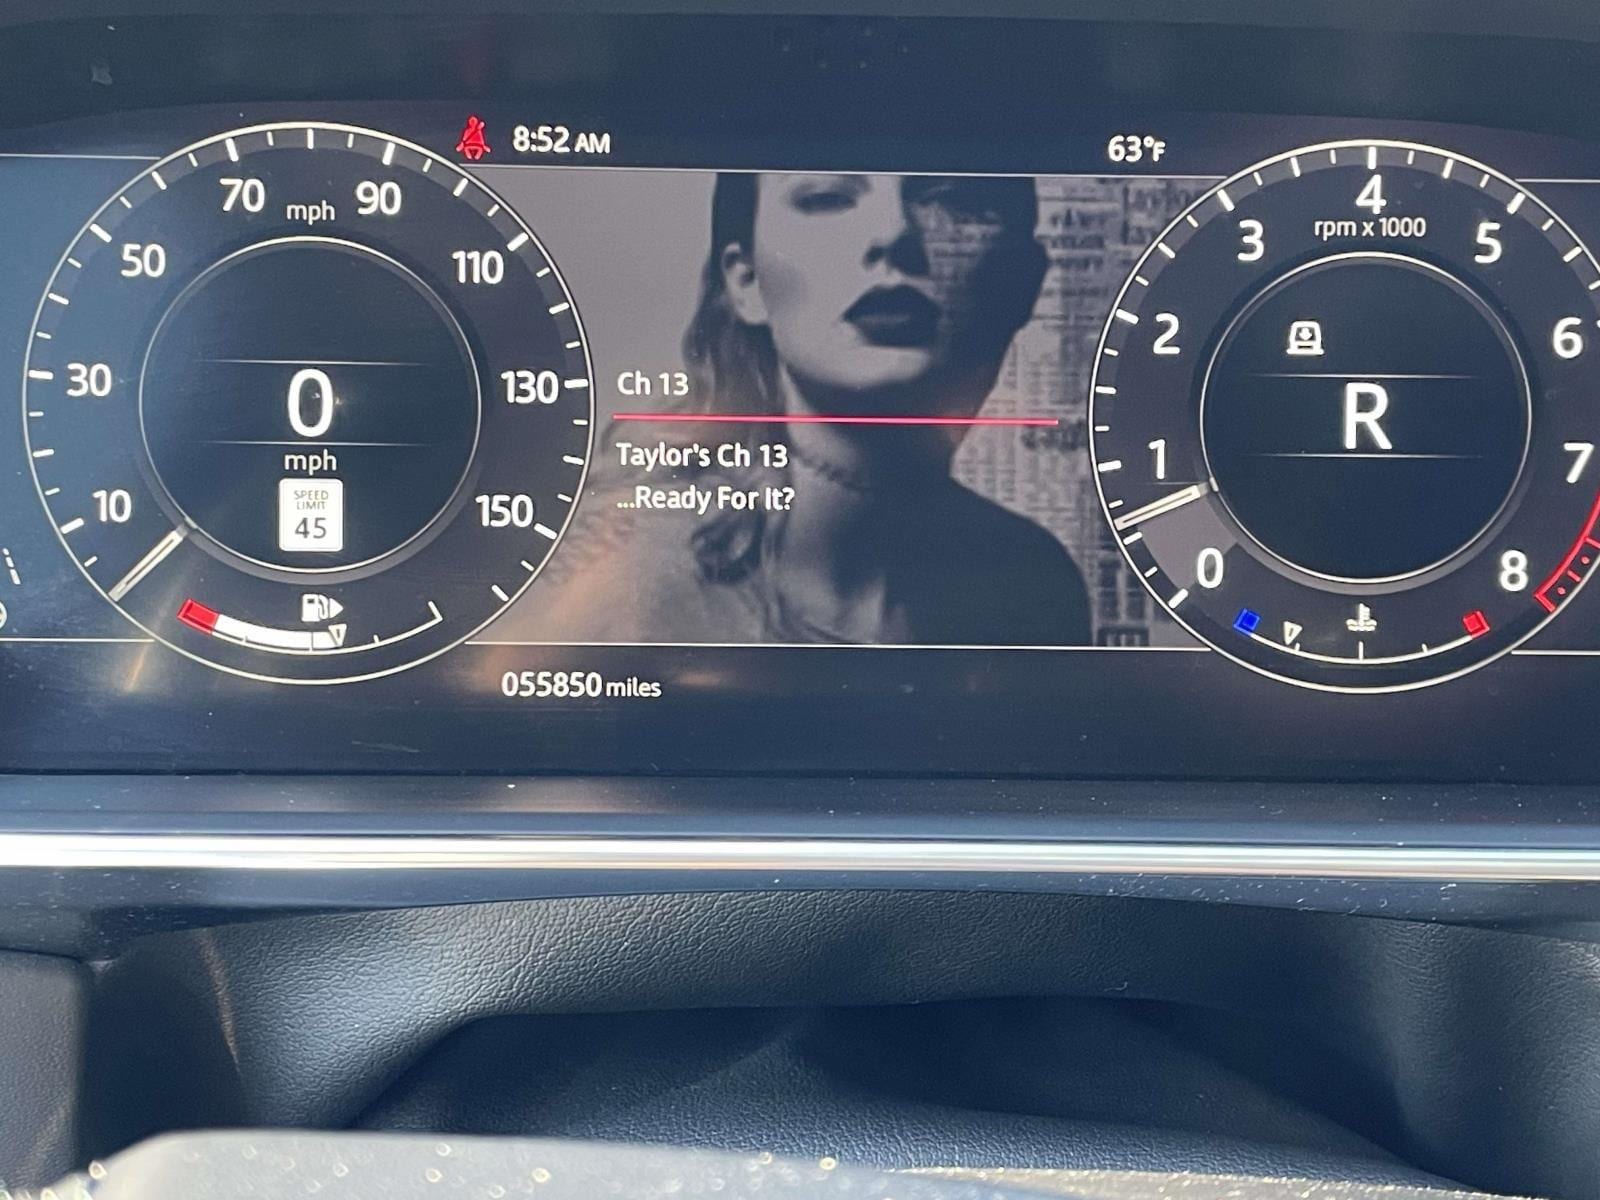 8:52 AM
63°F
70 mph 90
50
110
30
130
10
150
0
mph
SPEED
LIMIT
45
Ch 13
Taylor's Ch 13
...Ready For It?
4
rpm x 1000
3
5
2
6
1
7
0
8
R
055850 miles